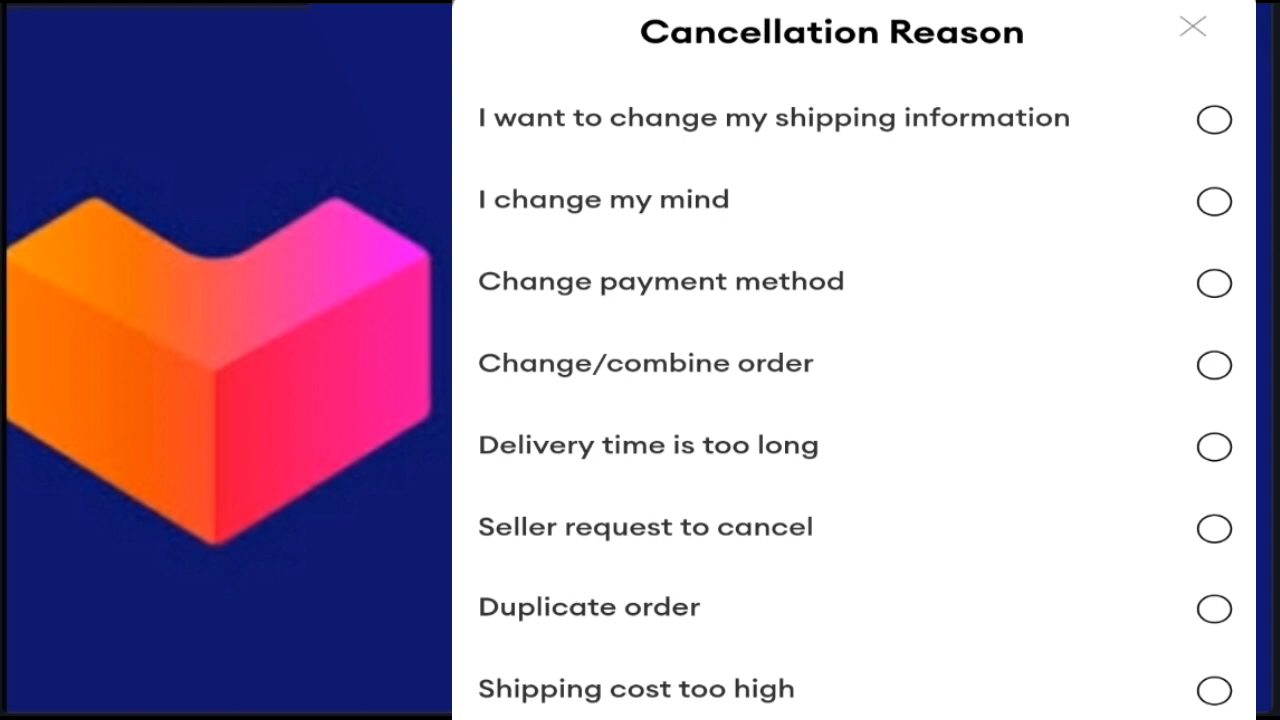 Cancellation Reason
I want to change my shipping information
I change my mind
Change payment method
Change/combine order
Delivery time is too long
Seller request to cancel
Duplicate order
Shipping cost too high